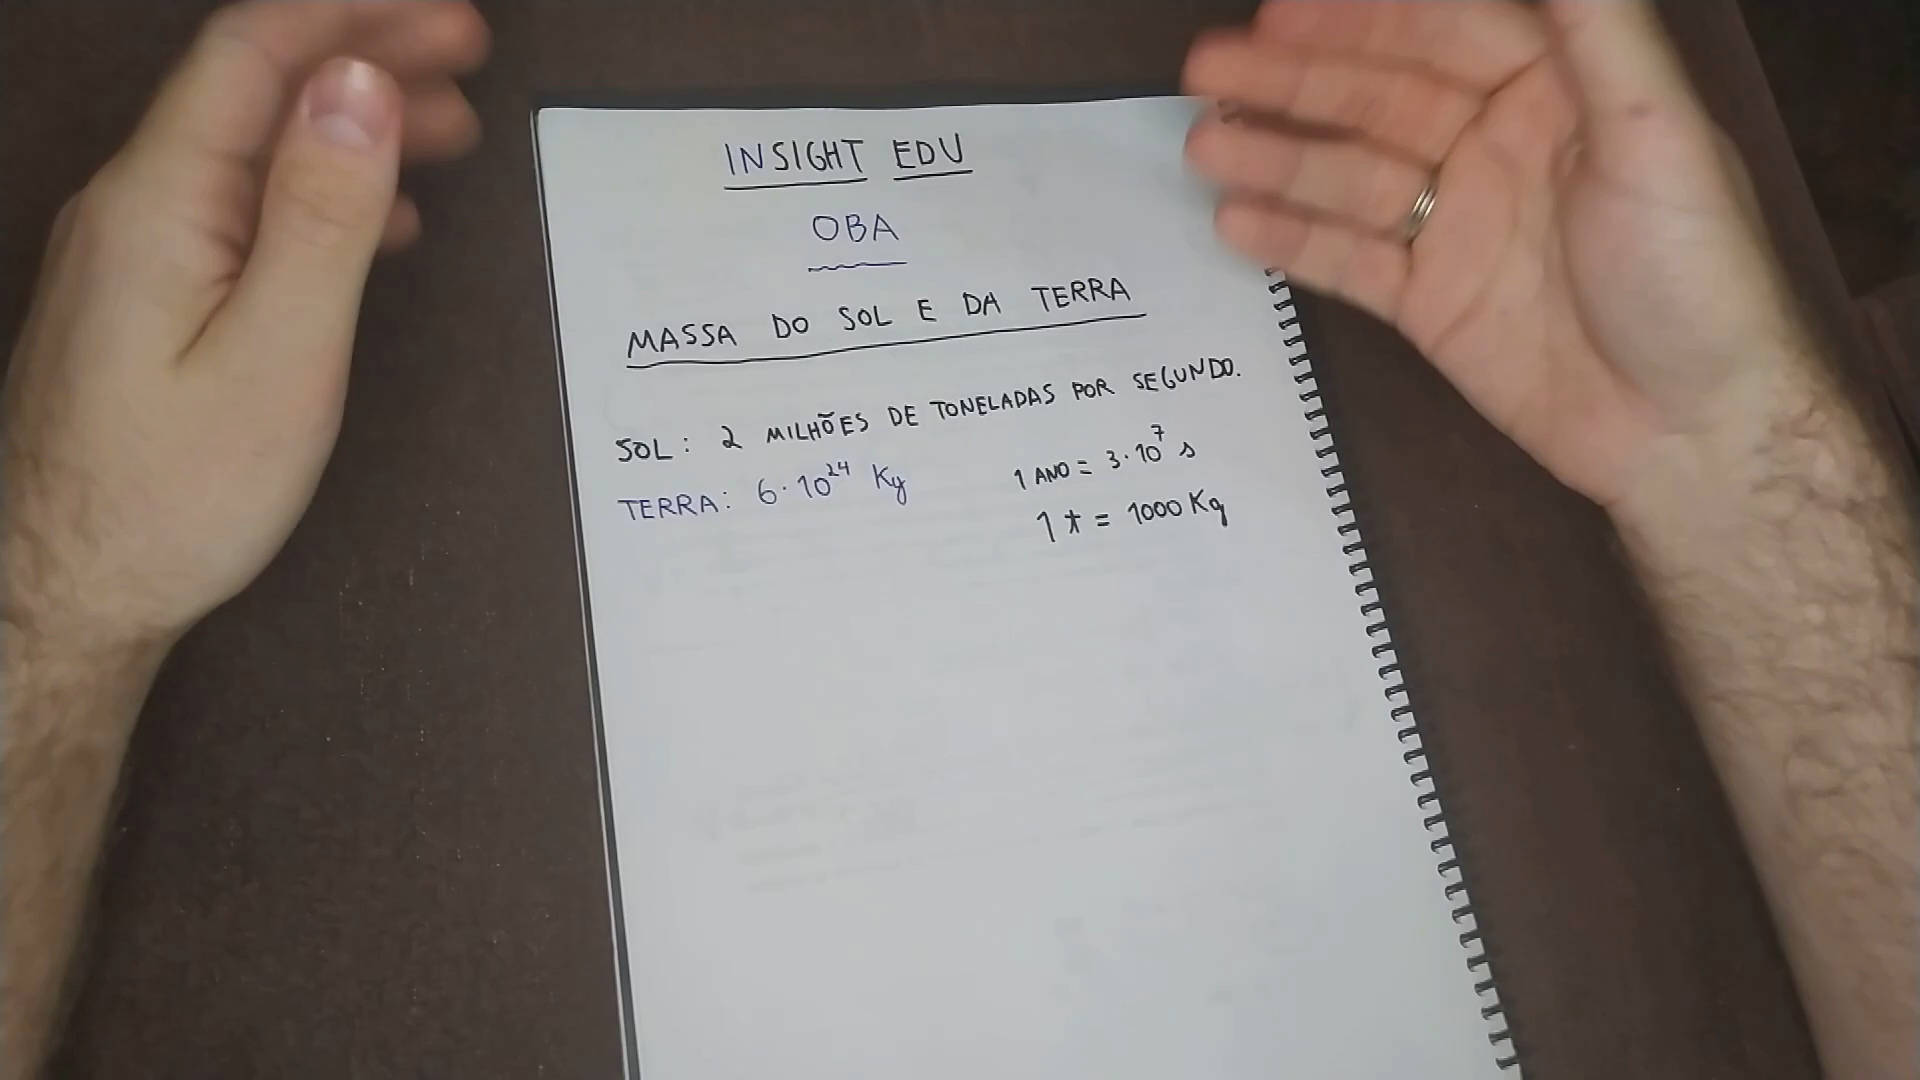 INSIGHT EDU
OBA
MASSA DO SOL E DA TERRA
SOL: 2 MILHÕES DE TONELADAS POR SEGUNDO.
TERRA: 6·10²⁴ Kg
1 ANO = 3·10⁷ s
1 t = 1000 Kg